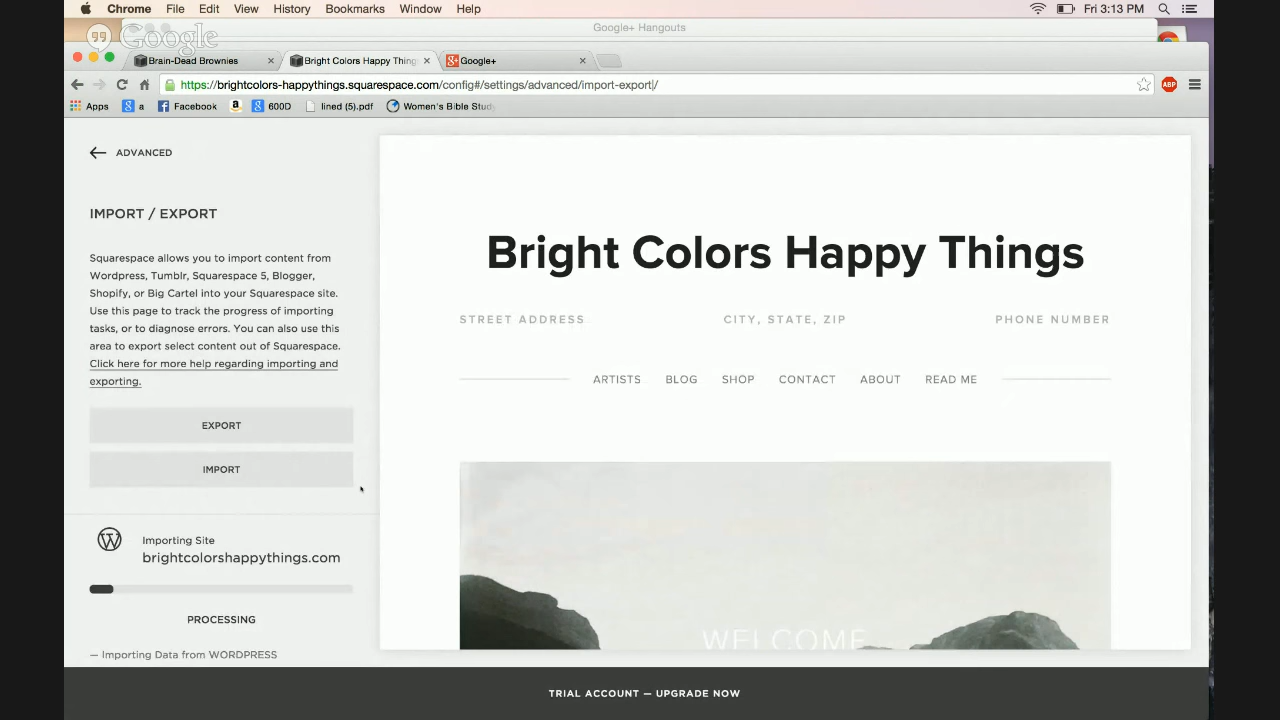 Chrome File Edit View History Bookmarks Window Help Fri 3:13 PM
Google+ Hangouts
Google
Brain-Dead Brownies Bright Colors Happy Thing Google+
https://brightcolors-happythings.squarespace.com/config#/settings/advanced/import-export/
Apps a Facebook a 600D lined (5).pdf Women's Bible Stud ABP
ADVANCED
IMPORT / EXPORT
Squarespace allows you to import content from
Wordpress, Tumblr, Squarespace 5, Blogger,
Shopify, or Big Cartel into your Squarespace site.
Use this page to track the progress of importing
tasks, or to diagnose errors. You can also use this
area to export select content out of Squarespace.
Click here for more help regarding importing and
exporting.
EXPORT
IMPORT
Importing Site
brightcolorshappythings.com
PROCESSING
— Importing Data from WORDPRESS
Bright Colors Happy Things
STREET ADDRESS CITY, STATE, ZIP PHONE NUMBER
ARTISTS BLOG SHOP CONTACT ABOUT READ ME
WELCOME
TRIAL ACCOUNT — UPGRADE NOW